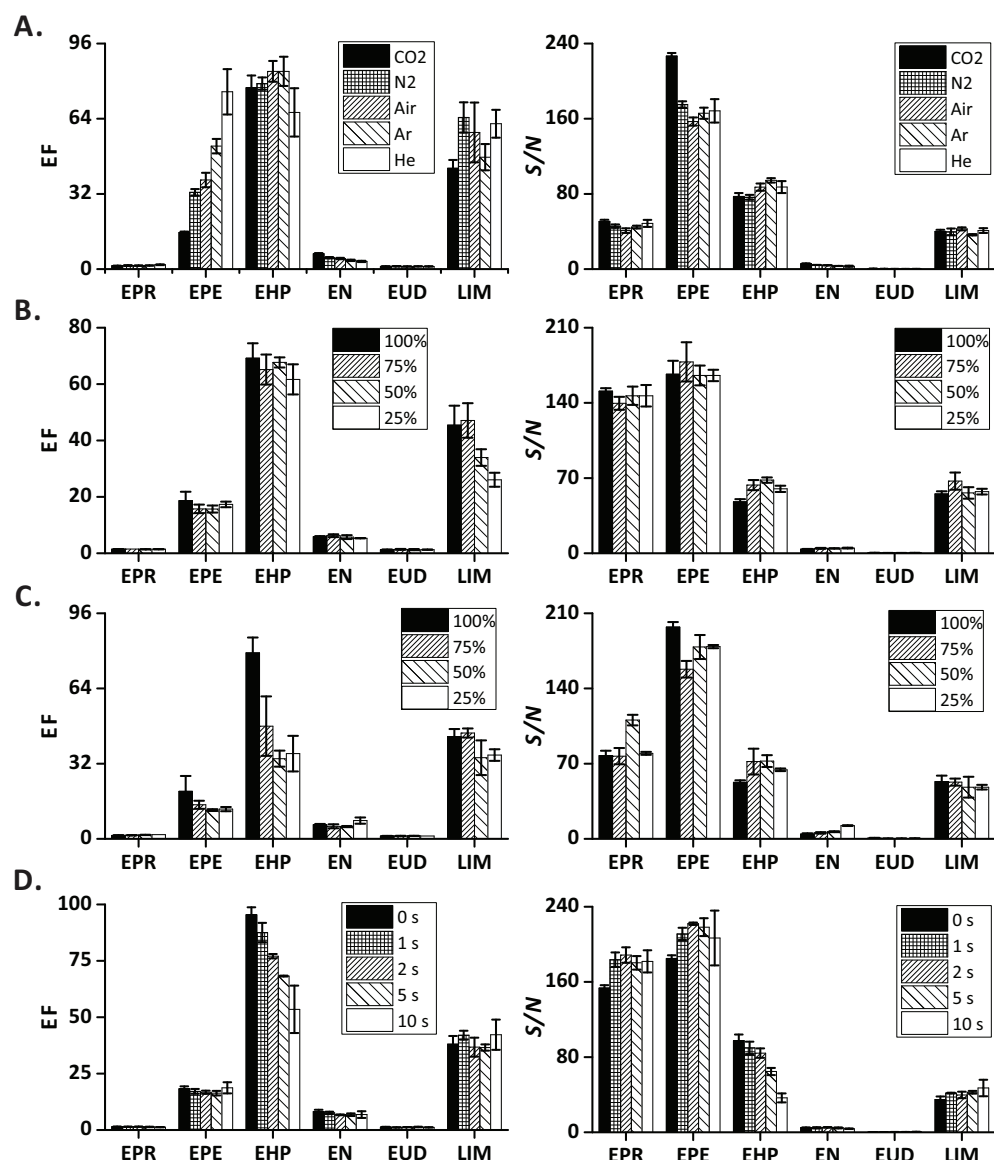 A.
96
64
32
0
EF
CO2
N2
Air
Ar
He
EPR EPE EHP EN EUD LIM
240
160
80
0
S/N
CO2
N2
Air
Ar
He
EPR EPE EHP EN EUD LIM
B.
80
60
40
20
0
EF
100%
75%
50%
25%
EPR EPE EHP EN EUD LIM
210
140
70
0
S/N
100%
75%
50%
25%
EPR EPE EHP EN EUD LIM
C.
96
64
32
0
EF
100%
75%
50%
25%
EPR EPE EHP EN EUD LIM
210
140
70
0
S/N
100%
75%
50%
25%
EPR EPE EHP EN EUD LIM
D.
100
75
50
25
0
EF
0 s
1 s
2 s
5 s
10 s
EPR EPE EHP EN EUD LIM
240
160
80
0
S/N
0 s
1 s
2 s
5 s
10 s
EPR EPE EHP EN EUD LIM